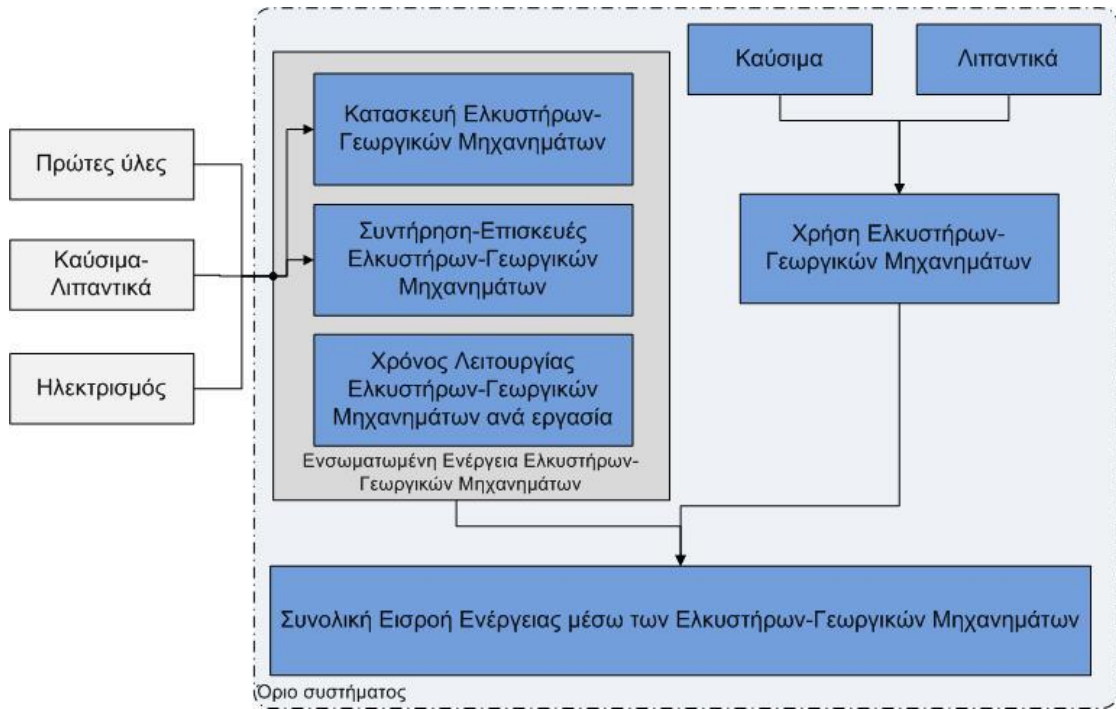 Πρώτες ύλες
Καύσιμα-
Λιπαντικά
Ηλεκτρισμός
Κατασκευή Ελκυστήρων-
Γεωργικών Μηχανημάτων
Συντήρηση-Επισκευές
Ελκυστήρων-Γεωργικών
Μηχανημάτων
Χρόνος Λειτουργίας
Ελκυστήρων-Γεωργικών
Μηχανημάτων ανά εργασία
Ενσωματωμένη Ενέργεια Ελκυστήρων-
Γεωργικών Μηχανημάτων
Καύσιμα
Λιπαντικά
Χρήση Ελκυστήρων-
Γεωργικών Μηχανημάτων
Συνολική Εισροή Ενέργειας μέσω των Ελκυστήρων-Γεωργικών Μηχανημάτων
Όριο συστήματος